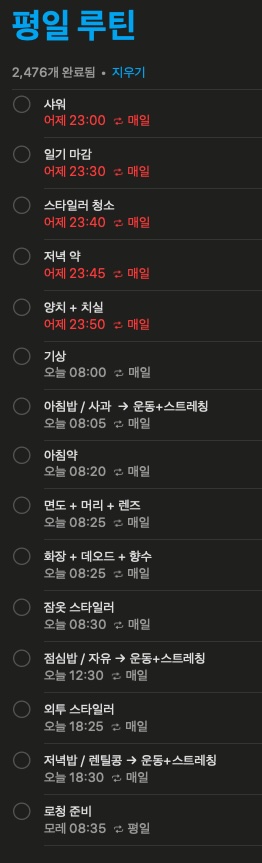 평일 루틴
2,476개 완료됨 • 지우기
샤워
어제 23:00 매일
일기 마감
어제 23:30 매일
스타일러 청소
어제 23:40 매일
저녁 약
어제 23:45 매일
양치 + 치실
어제 23:50 매일
기상
오늘 08:00 매일
아침밥 / 사과 → 운동+스트레칭
오늘 08:05 매일
아침약
오늘 08:20 매일
면도 + 머리 + 렌즈
오늘 08:25 매일
화장 + 데오드 + 향수
오늘 08:25 매일
잠옷 스타일러
오늘 08:30 매일
점심밥 / 자유 → 운동+스트레칭
오늘 12:30 매일
외투 스타일러
오늘 18:25 매일
저녁밥 / 렌틸콩 → 운동+스트레칭
오늘 18:30 매일
로청 준비
모레 08:35 평일